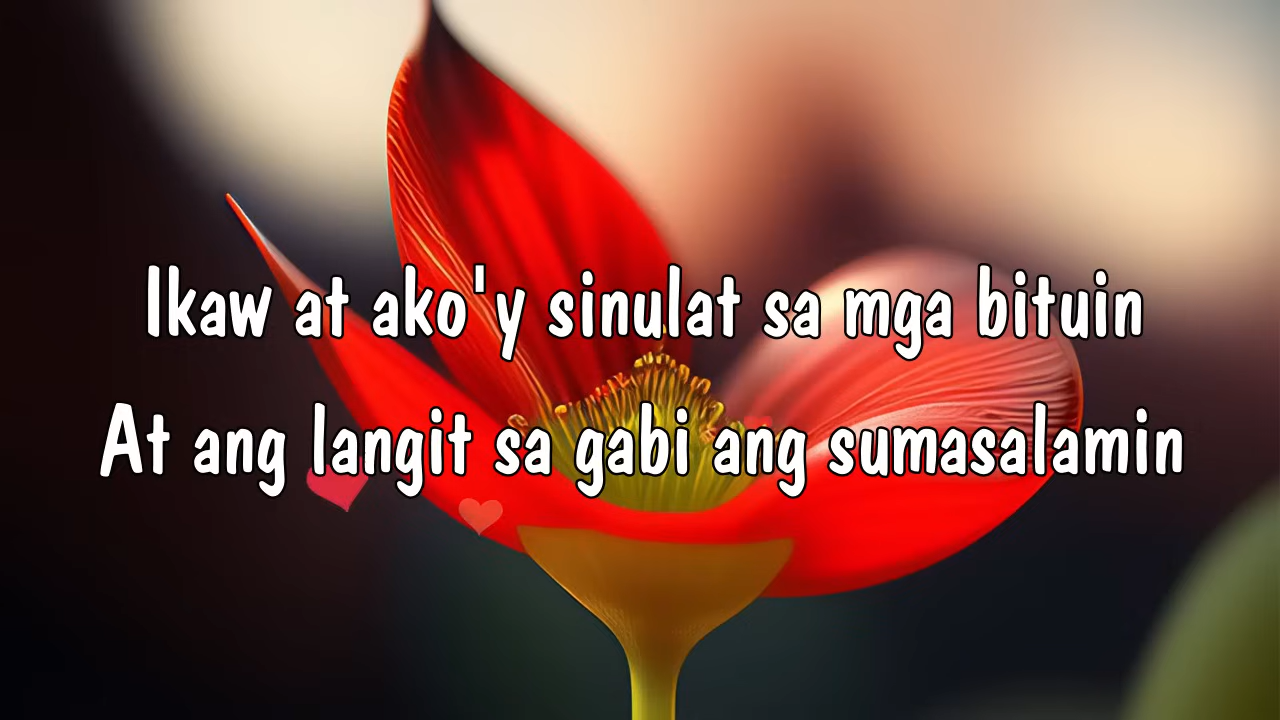 Ikaw at ako'y sinulat sa mga bituin
At ang langit sa gabi ang sumasalamin